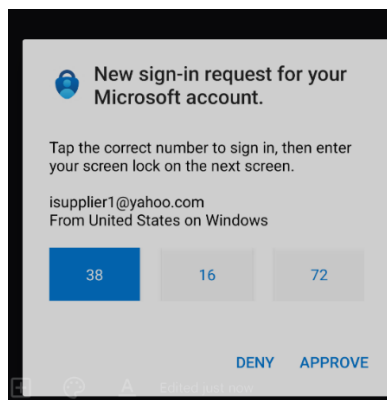 New sign-in request for your
Microsoft account.
Tap the correct number to sign in, then enter
your screen lock on the next screen.
isupplier1@yahoo.com
From United States on Windows
38 16 72
DENY APPROVE
A Edited just now